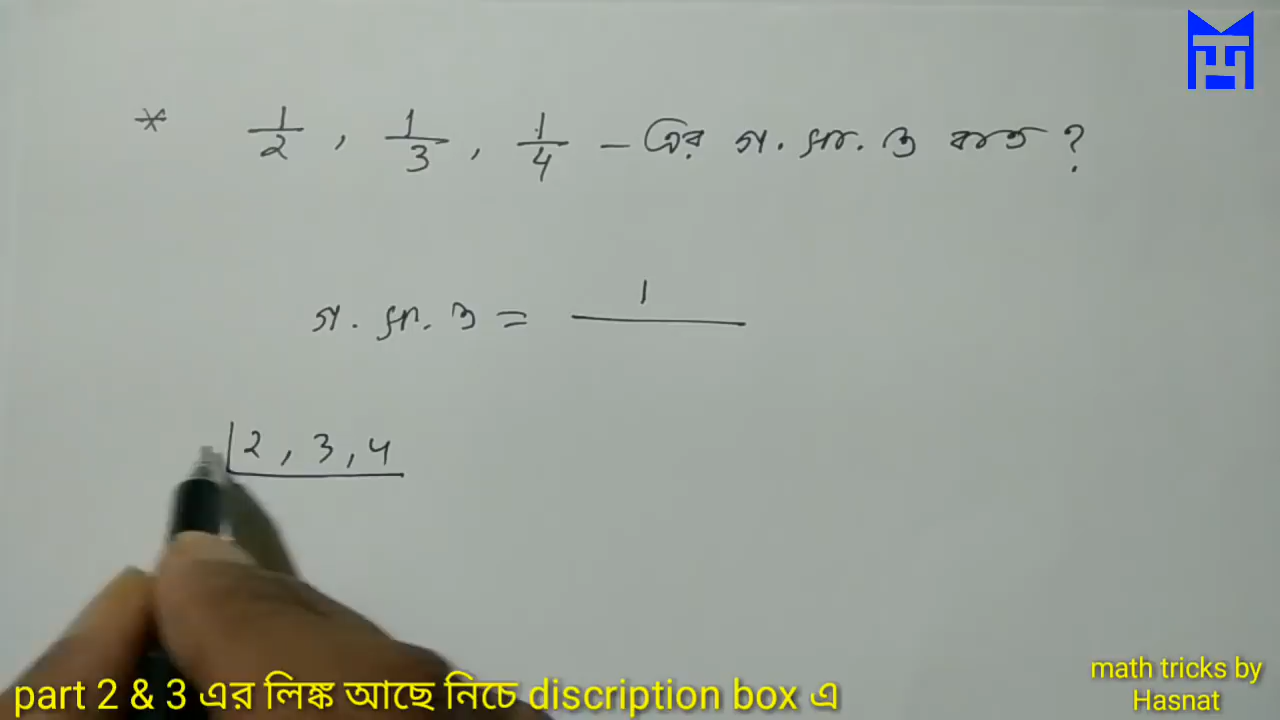 * 1/2 , 1/3 , 1/4 – এর গ. সা. গু কত ?
গ. সা. গু = 1/
2 , 3 , 4
part 2 & 3 এর লিঙ্ক আছে নিচে discription box এ
math tricks by
Hasnat